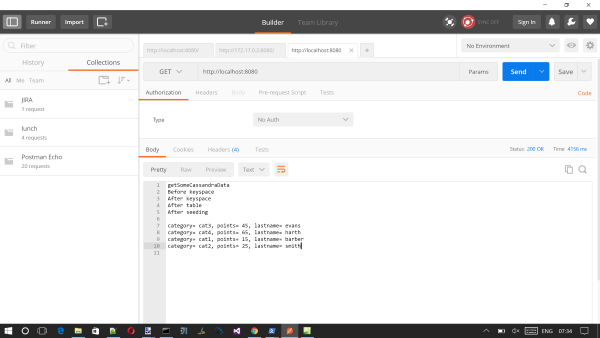 Runner
Import
Builder
Team Library
SYNC OFF
Sign In
Filter
History
Collections
All Me Team
JIRA
1 request
lunch
4 requests
Postman Echo
20 requests
http://localhost:8080/
http://172.17.0.2:8080/
http://localhost:8080
No Environment
GET
http://localhost:8080
Params
Send
Save
Authorization
Headers
Body
Pre-request Script
Tests
Code
Type
No Auth
Body
Cookies
Headers (4)
Tests
Status: 200 OK
Time: 4156 ms
Pretty
Raw
Preview
Text
1 getSomeCassandraData
2 Before keyspace
3 After keyspace
4 After table
5 After seeding
6
7 category= cat3, points= 45, lastname= evans
8 category= cat4, points= 65, lastname= harth
9 category= cat1, points= 15, lastname= barber
10 category= cat2, points= 25, lastname= smith
11
ENG
07:34